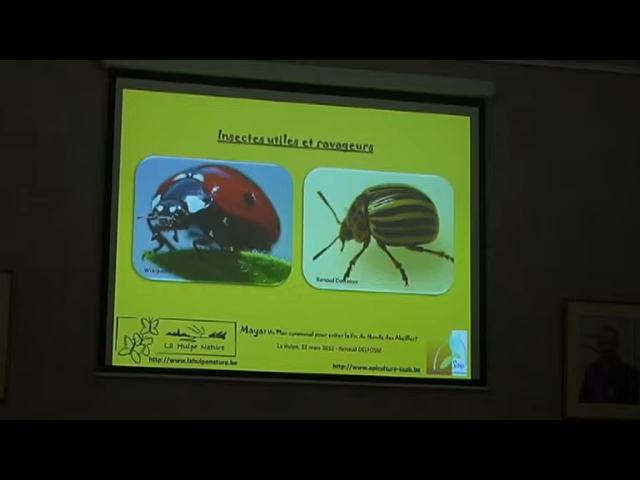 Insectes utiles et ravageurs
Wikipedia
Renaud Delfosse
La Hulpe Nature
http://www.lahulpenature.be
Maya: Un Plan communal pour éviter la Fin du Monde des Abeilles?
La Hulpe, 22 mars 2012 - Renaud DELFOSSE
http://www.apiculture-saab.be